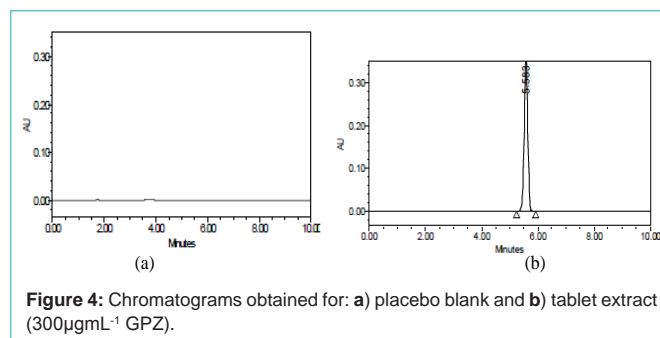 0.30
0.20
AU
0.10
0.00
0.00 2.00 4.00 6.00 8.00 10.00
Minutes
(a)
5.583
0.30
0.20
AU
0.10
0.00
0.00 2.00 4.00 6.00 8.00 10.00
Minutes
(b)
Figure 4: Chromatograms obtained for: a) placebo blank and b) tablet extract
(300µgmL-1 GPZ).